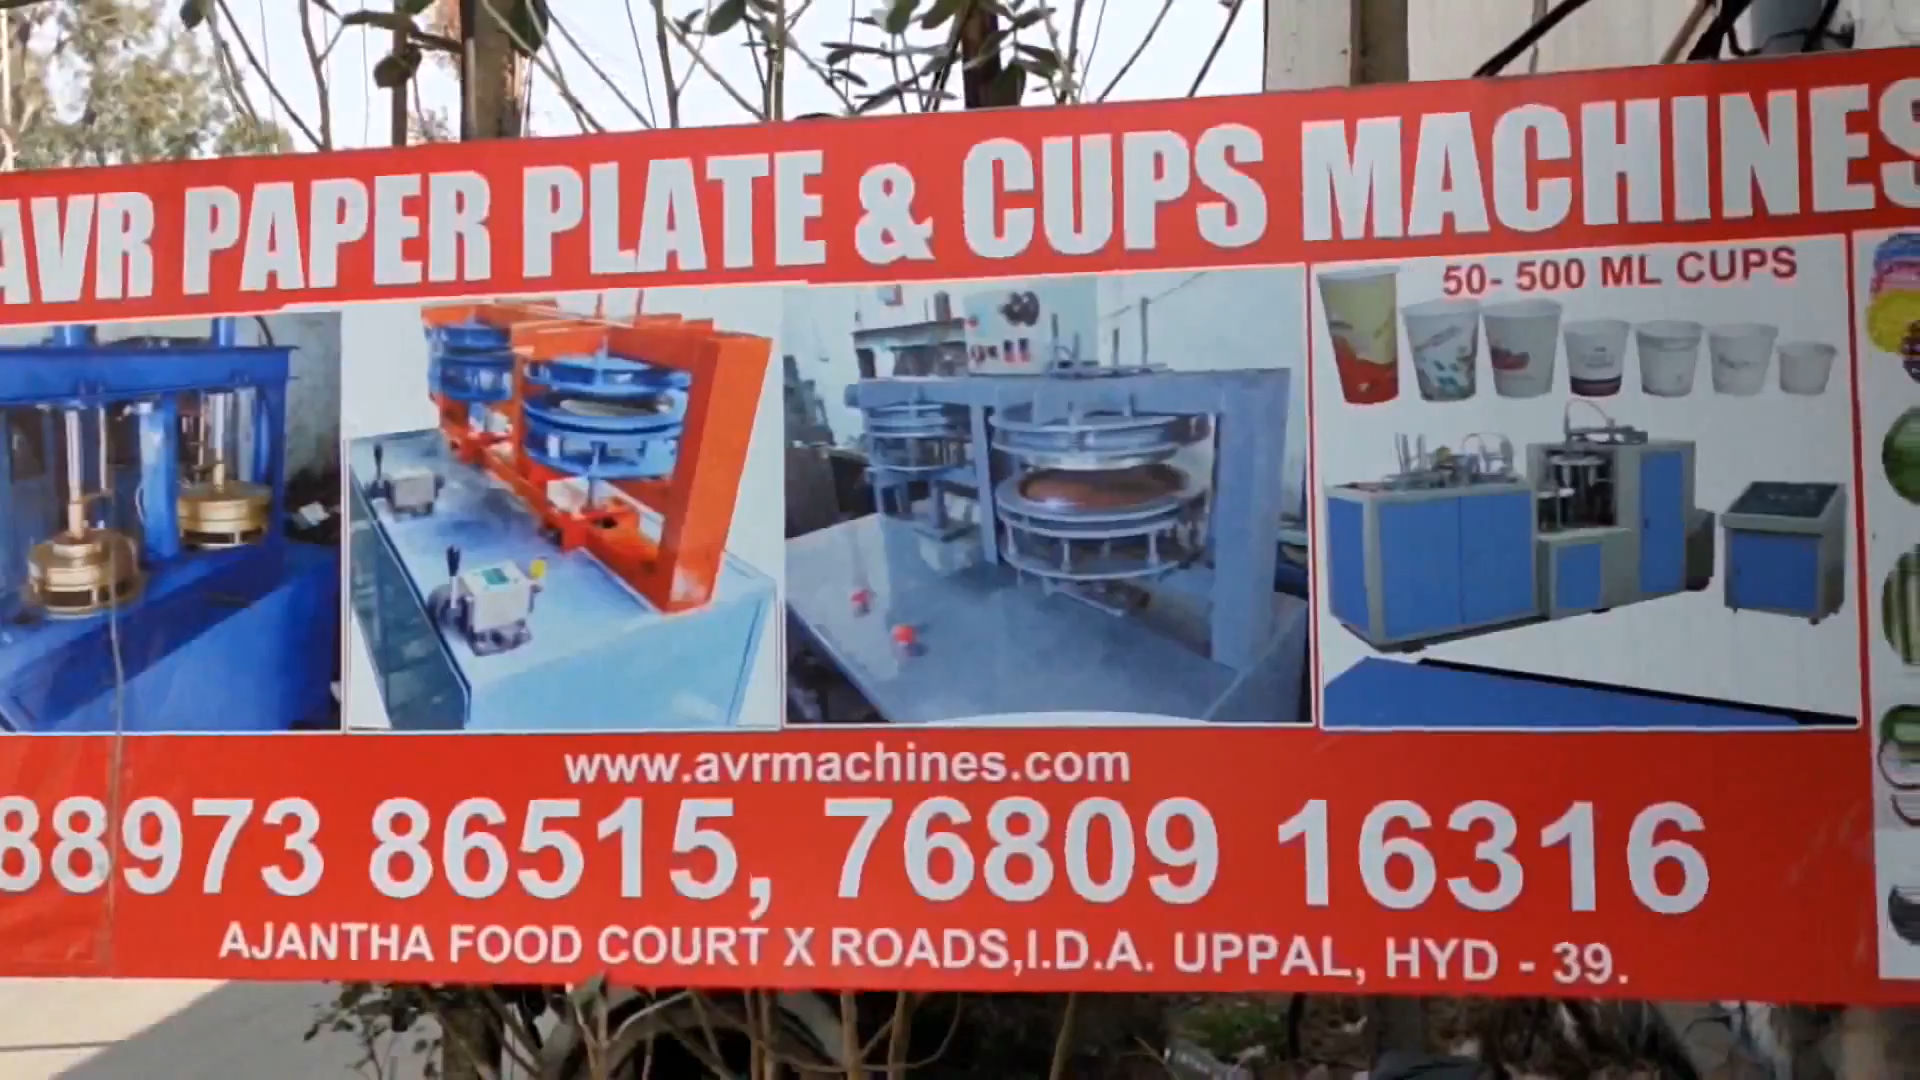 AVR PAPER PLATE & CUPS MACHINES
50- 500 ML CUPS
www.avrmachines.com
88973 86515, 76809 16316
AJANTHA FOOD COURT X ROADS,I.D.A. UPPAL, HYD - 39.